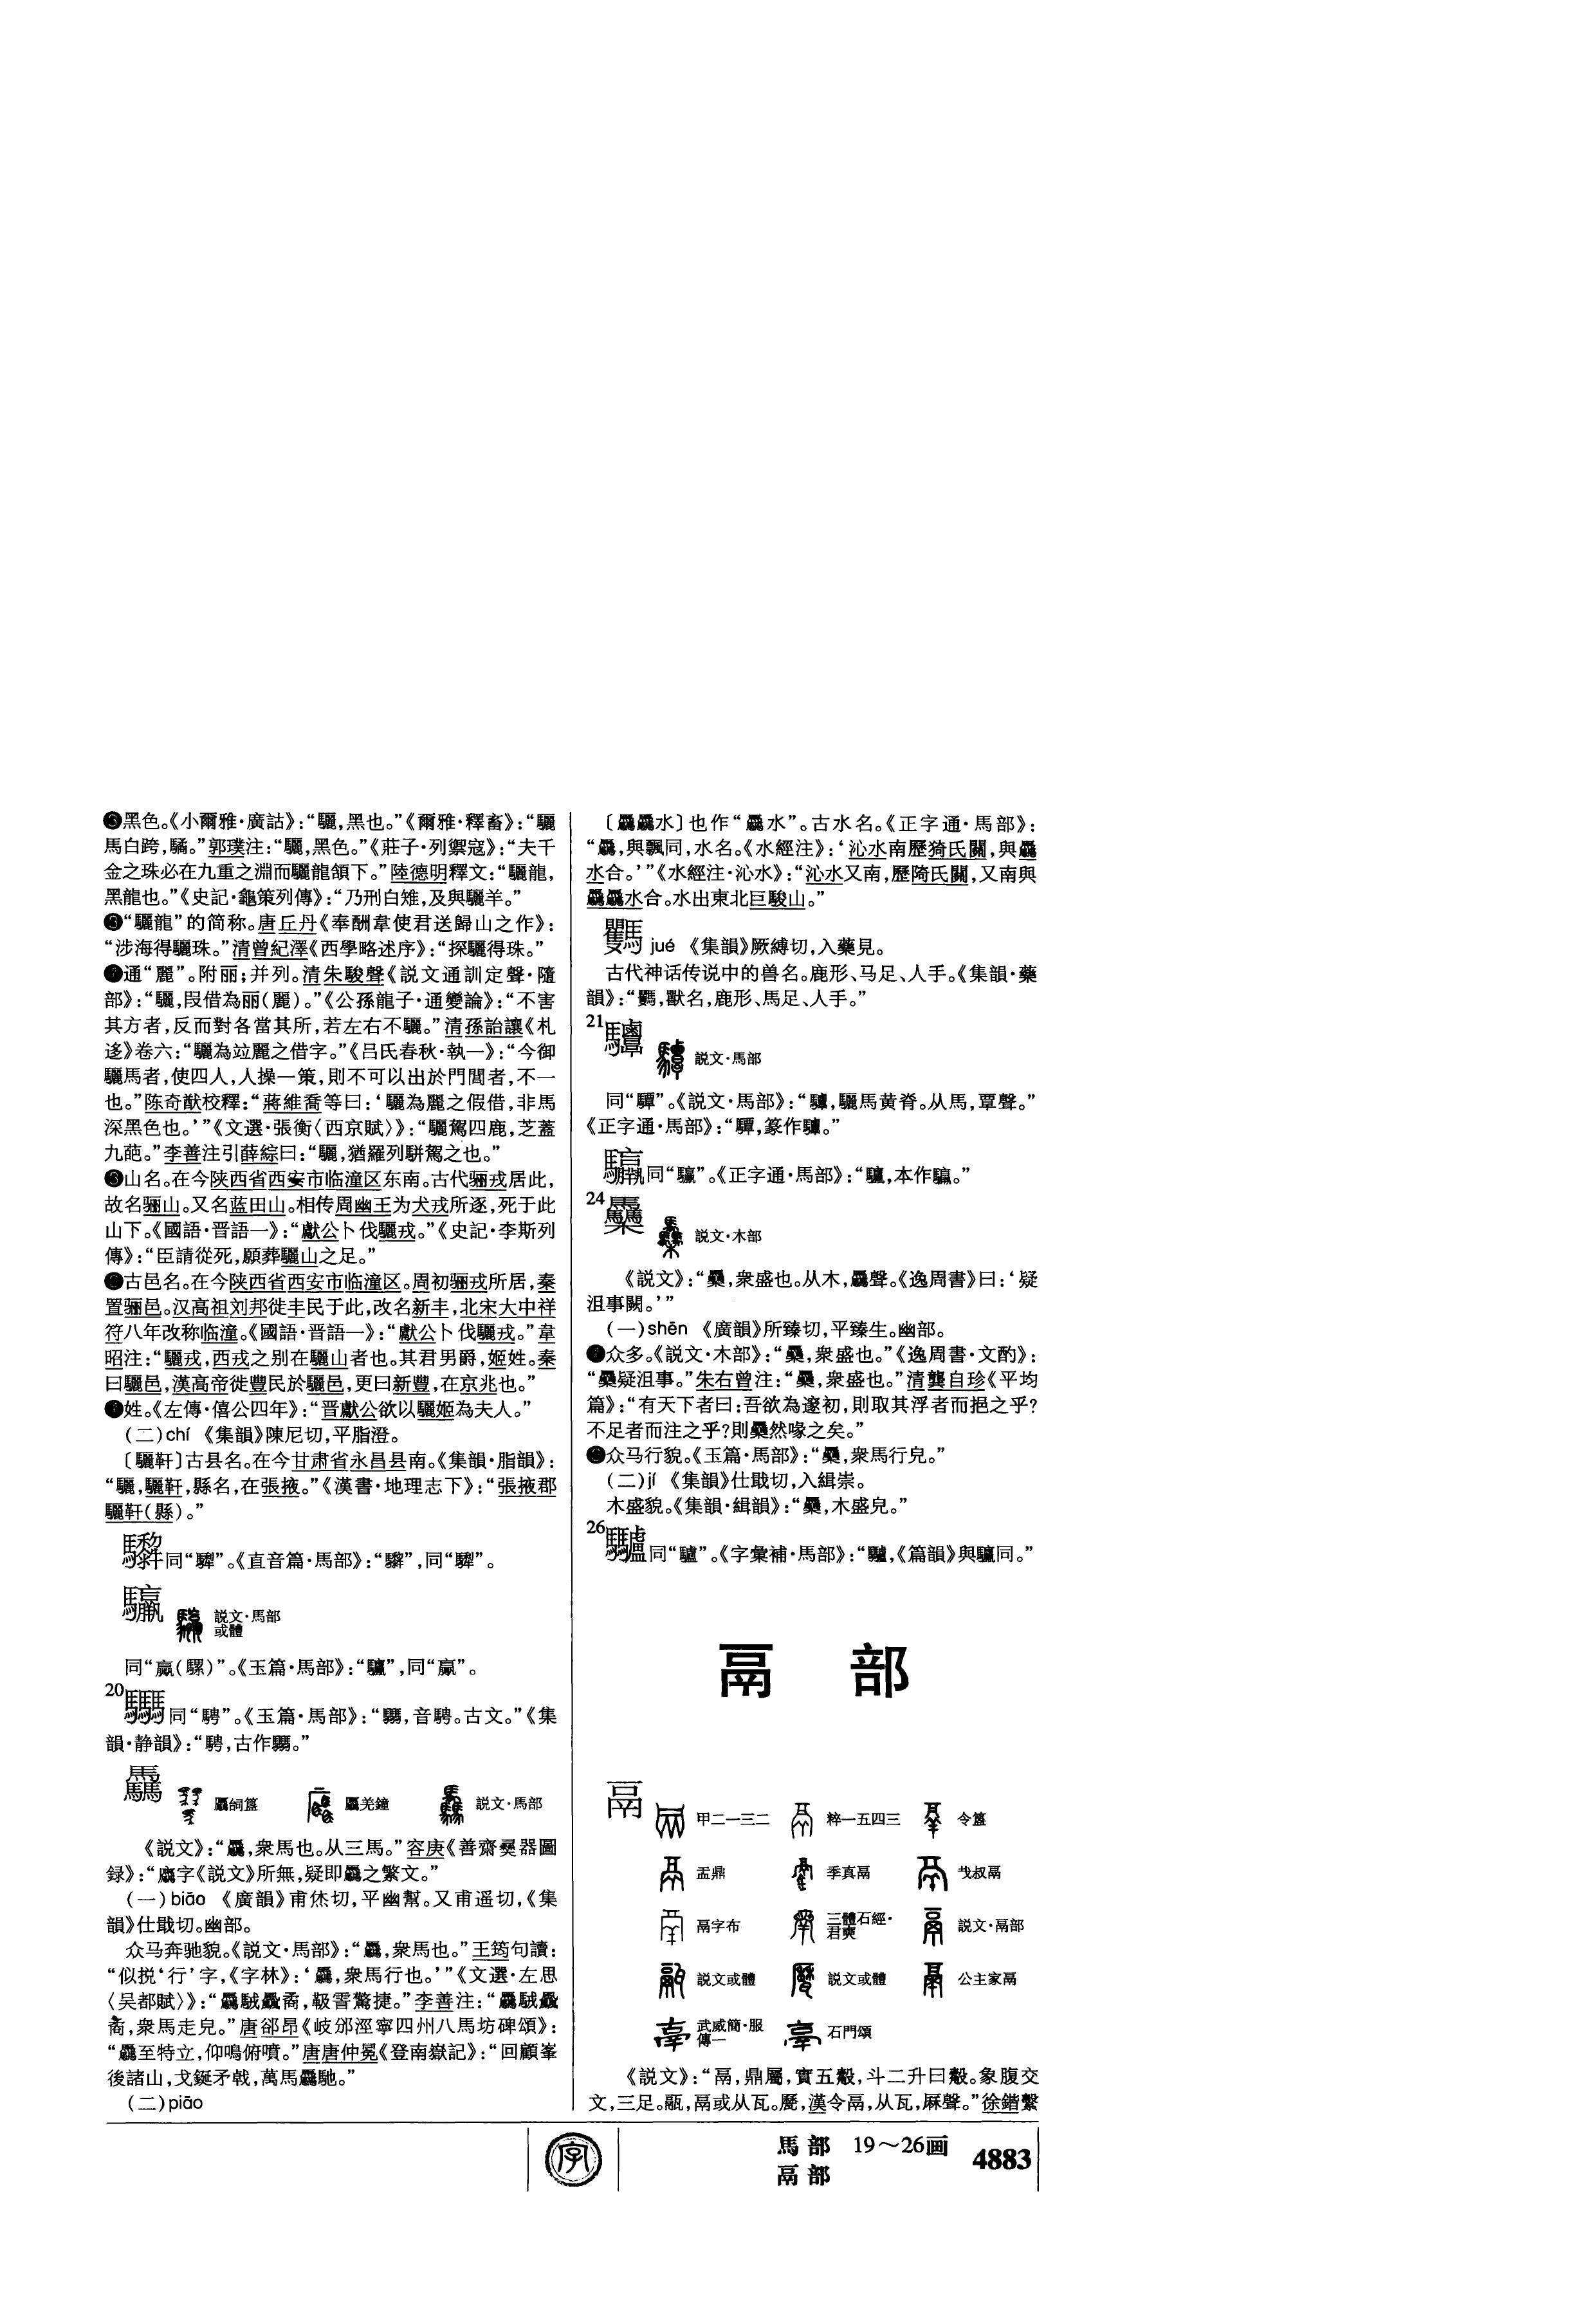 黑色。《小爾雅·廣詁》：“驪，黑也。”《爾雅·釋畜》：“驪
馬白跨，驈。”郭璞注：“驪，黑色。”《莊子·列禦寇》：“夫千
金之珠必在九重之淵而驪龍頷下。”陸德明釋文：“驪龍，
黑龍也。”《史記·龜策列傳》：“乃刑白雉，及與驪羊。”
“驪龍”的简称。唐丘丹《奉酬韋使君送歸山之作》：
“涉海得驪珠。”清曾紀澤《西學略述序》：“探驪得珠。”
通“麗”。附丽；并列。清朱駿聲《説文通訓定聲·隨
部》：“驪，叚借為丽（麗）。”《公孫龍子·通變論》：“不害
其方者，反而對各當其所，若左右不驪。”清孫詒讓《札
迻》卷六：“驪為竝麗之借字。”《吕氏春秋·執一》：“今御
驪馬者，使四人，人操一策，則不可以出於門閭者，不一
也。”陈奇猷校釋：“蔣維喬等曰：‘驪為麗之假借，非馬
深黑色也。’”《文選·張衡〈西京賦〉》：“驪駕四鹿，芝蓋
九葩。”李善注引薛綜曰：“驪，猶羅列駢駕之也。”
山名。在今陕西省西安市临潼区东南。古代骊戎居此，
故名骊山。又名蓝田山。相传周幽王为犬戎所逐，死于此
山下。《國語·晋語一》：“獻公卜伐驪戎。”《史記·李斯列
傳》：“臣請從死，願葬驪山之足。”
古邑名。在今陕西省西安市临潼区。周初骊戎所居，秦
置骊邑。汉高祖刘邦徙丰民于此，改名新丰，北宋大中祥
符八年改称临潼。《國語·晋語一》：“獻公卜伐驪戎。”韋
昭注：“驪戎，西戎之别在驪山者也。其君男爵，姬姓。秦
曰驪邑，漢高帝徙豐民於驪邑，更曰新豐，在京兆也。”
姓。《左傳·僖公四年》：“晋獻公欲以驪姬為夫人。”
（二）chí 《集韻》陳尼切，平脂澄。
〔驪靬〕古县名。在今甘肃省永昌县南。《集韻·脂韻》：
“驪，驪靬，縣名，在張掖。”《漢書·地理志下》：“張掖郡
驪靬（縣）。”
同“”。《直音篇·馬部》：“”，同“”。
説文·馬部
或體
同“驘（騾）”。《玉篇·馬部》：“”，同“驘”。
20
同“騁”。《玉篇·馬部》：“，音騁。古文。”《集
韻·静韻》：“騁，古作。”
驫
驫訇簋 驫羌鐘 説文·馬部
《説文》：“驫，衆馬也。从三馬。”容庚《善齋彝器圖
録》：“字《説文》所無，疑即驫之繁文。”
（一）biāo 《廣韻》甫烋切，平幽幫。又甫遥切，《集
韻》仕戢切。幽部。
众马奔驰貌。《説文·馬部》：“驫，衆馬也。”王筠句讀：
“似挩‘行’字，《字林》：‘驫，衆馬行也。’”《文選·左思
〈吴都賦〉》：“驫駥飍矞，靸霅驚捷。”李善注：“驫駥飍
矞，衆馬走皃。”唐郤昂《岐邠涇寧四州八馬坊碑頌》：
“驫至特立，仰鳴俯噴。”唐唐仲冕《登南嶽記》：“回顧峯
後諸山，戈鋋矛戟，萬馬驫馳。”
（二）piāo
〔驫驫水〕也作“驫水”。古水名。《正字通·馬部》：
“驫，與飄同，水名。《水經注》：‘沁水南歷猗氏關，與驫
水合。’”《水經注·沁水》：“沁水又南，歷陭氏關，又南與
驫驫水合。水出東北巨駿山。”
jué 《集韻》厥縛切，入藥見。
古代神话传说中的兽名。鹿形、马足、人手。《集韻·藥
韻》：“，獸名，鹿形、馬足、人手。”
21
説文·馬部
同“驔”。《説文·馬部》：“，驪馬黄脊。从馬，覃聲。”
《正字通·馬部》：“驔，篆作。”
同“”。《正字通·馬部》：“，本作。”
24
説文·木部
《説文》：“，衆盛也。从木，驫聲。《逸周書》曰：‘疑
沮事闕。’”
（一）shēn 《廣韻》所臻切，平臻生。幽部。
众多。《説文·木部》：“，衆盛也。”《逸周書·文酌》：
“疑沮事。”朱右曾注：“，衆盛也。”清龔自珍《平均
篇》：“有天下者曰：吾欲為邃初，則取其浮者而挹之乎？
不足者而注之乎？則然喙之矣。”
众马行貌。《玉篇·馬部》：“，衆馬行皃。”
（二）jí 《集韻》仕戢切，入緝崇。
木盛貌。《集韻·緝韻》：“，木盛皃。”
26
同“驢”。《字彙補·馬部》：“，《篇韻》與驢同。”
鬲 部
鬲
甲二一三二 粹一五四三 令簋
盂鼎 季真鬲 叔鬲
鬲字布 三體石經·君奭 説文·鬲部
説文或體 説文或體 公主家鬲
武威簡·服傳一 石門頌
《説文》：“鬲，鼎屬，實五觳，斗二升曰觳。象腹交
文，三足。䰛，鬲或从瓦。㽁，漢令鬲，从瓦，厤聲。”徐鍇繫
字
馬部 19～26画 4883
鬲部